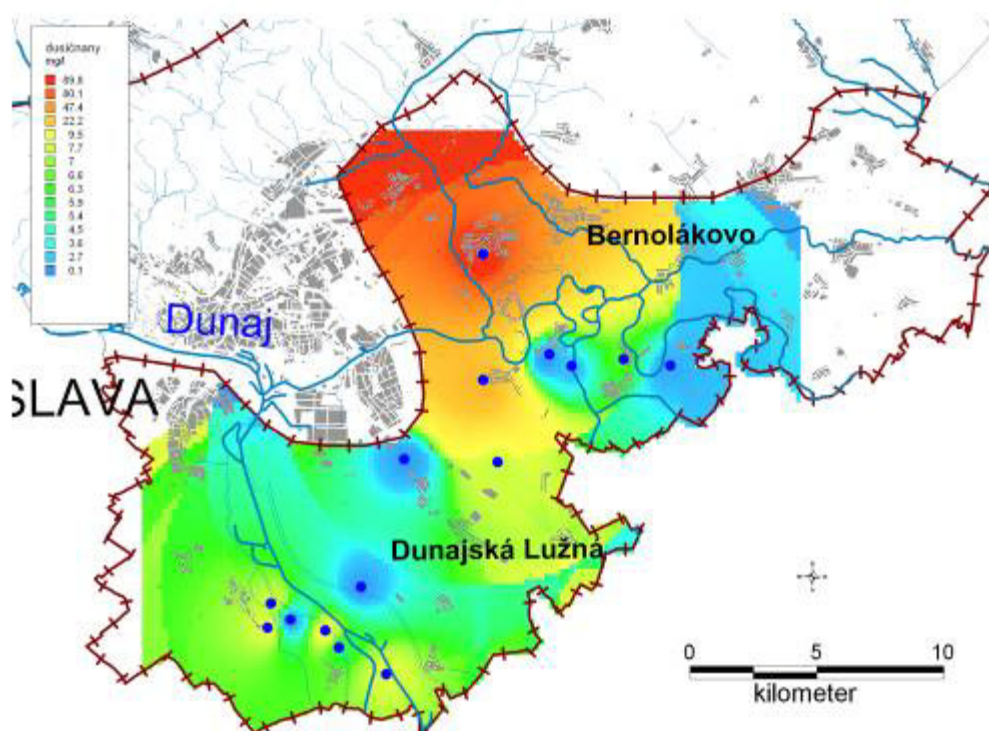 dusičnany
mg/l
89.8
80.1
47.4
22.2
9.5
7.7
7
6.6
6.3
5.9
5.4
4.5
3.6
2.7
0.1
Bernolákovo
Dunaj
SLAVA
Dunajská Lužná
0 5 10
kilometer